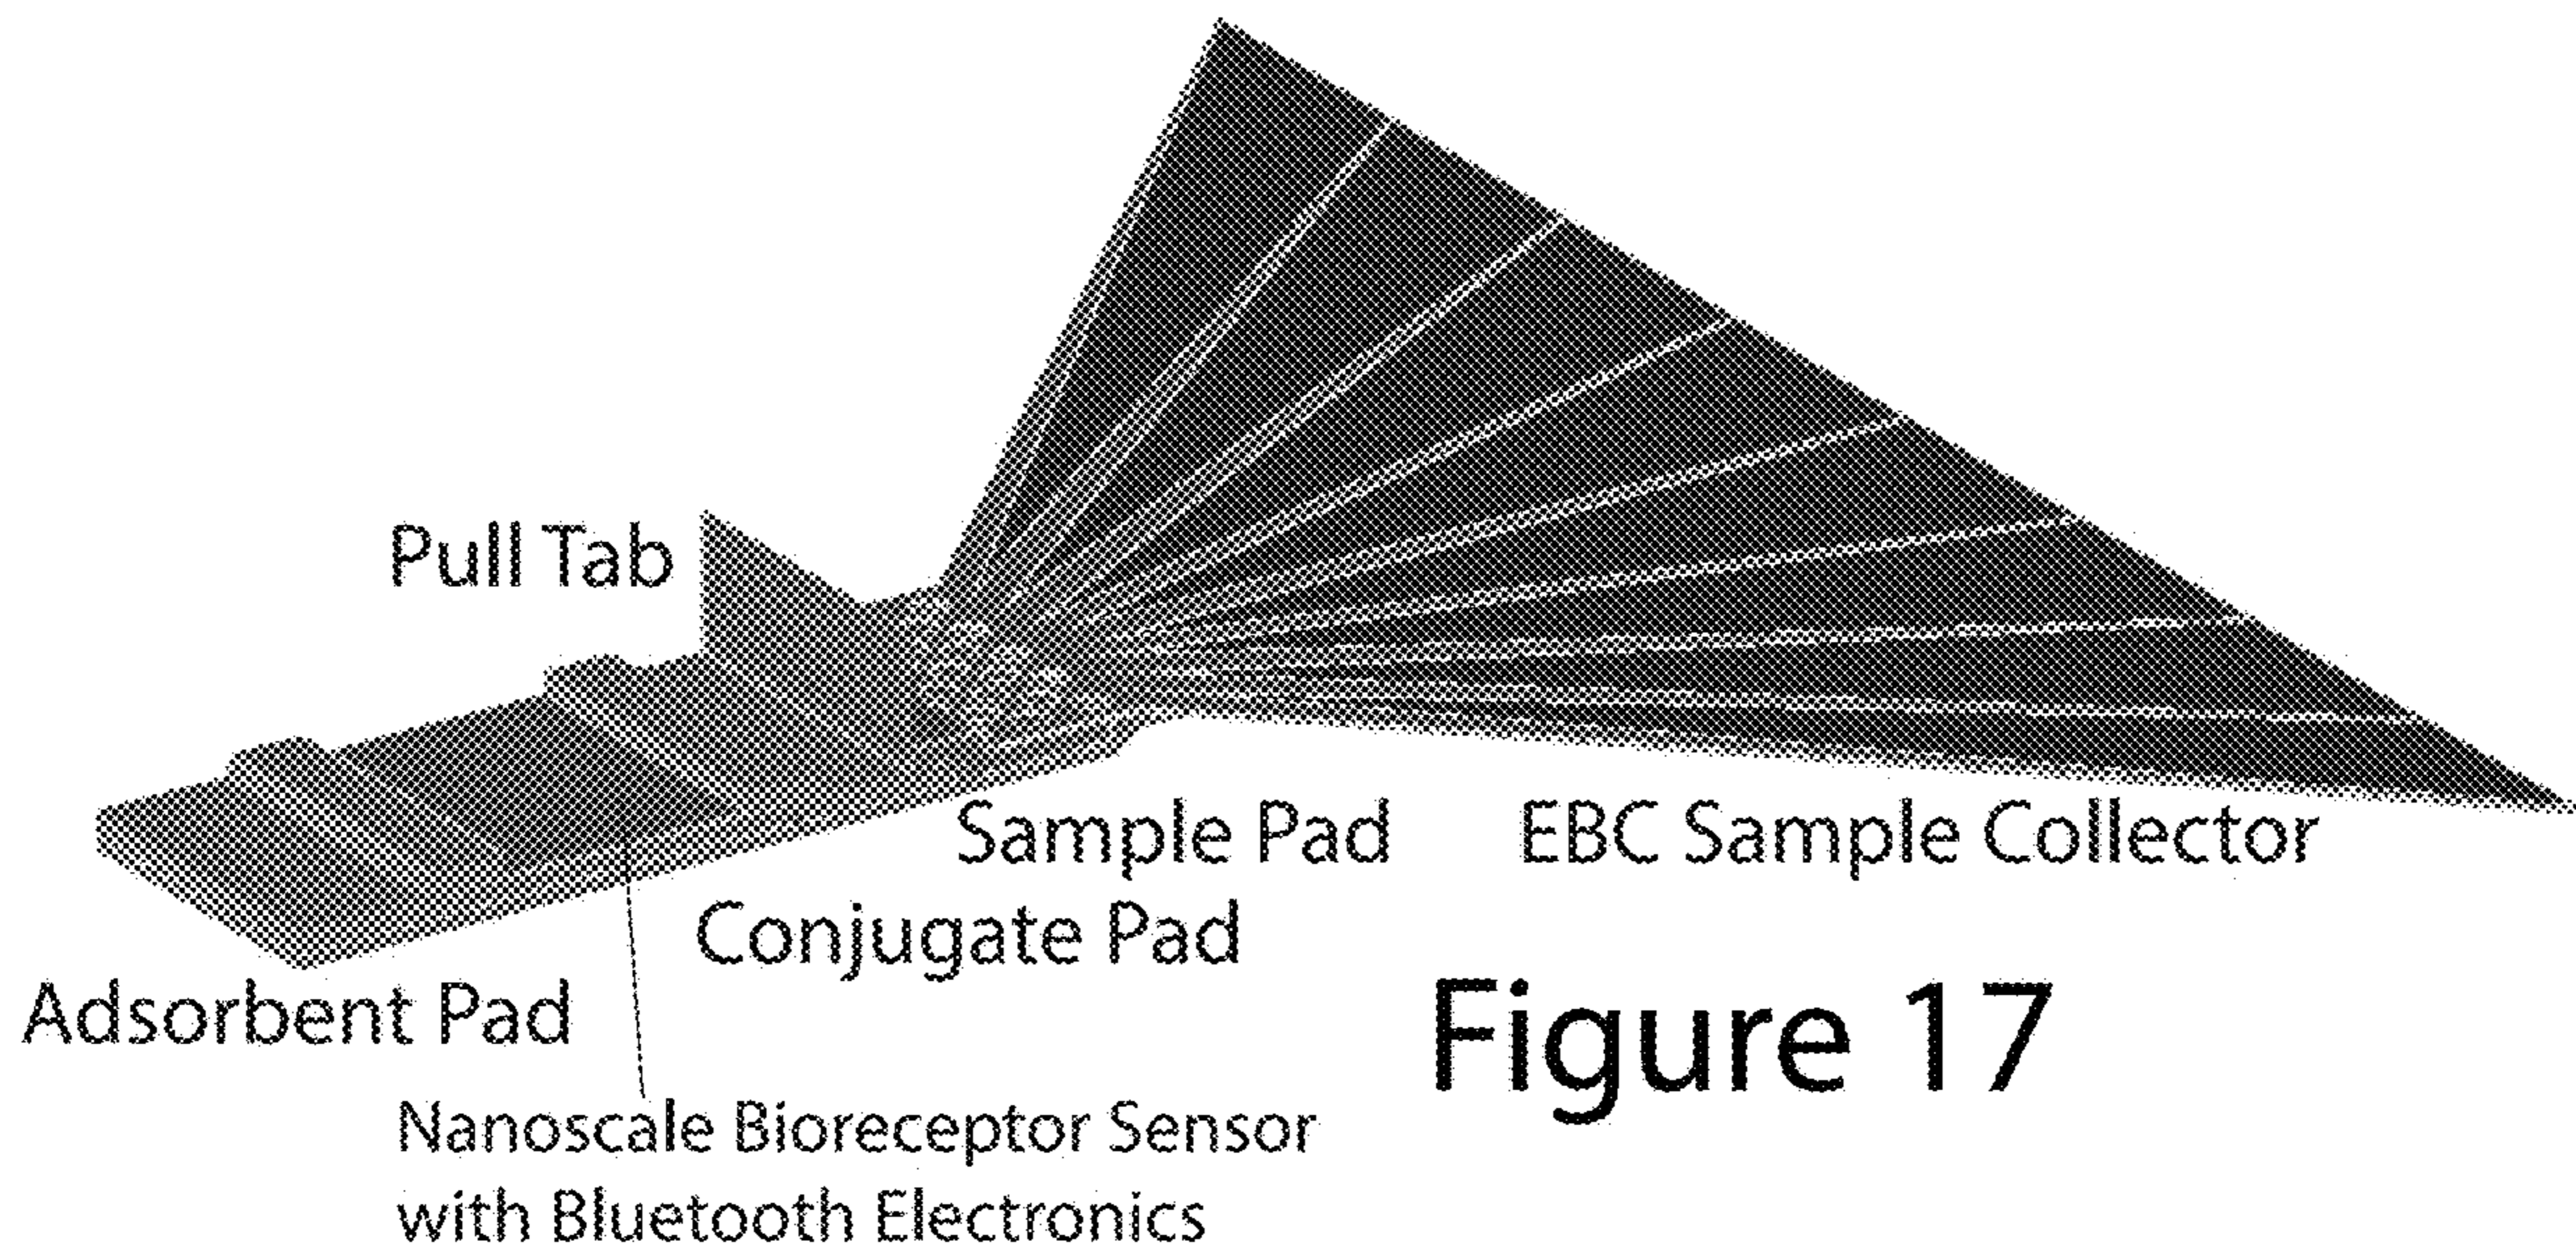 Pull Tab
Sample Pad
EBC Sample Collector
Conjugate Pad
Adsorbent Pad
Figure 17
Nanoscale Bioreceptor Sensor
with Bluetooth Electronics